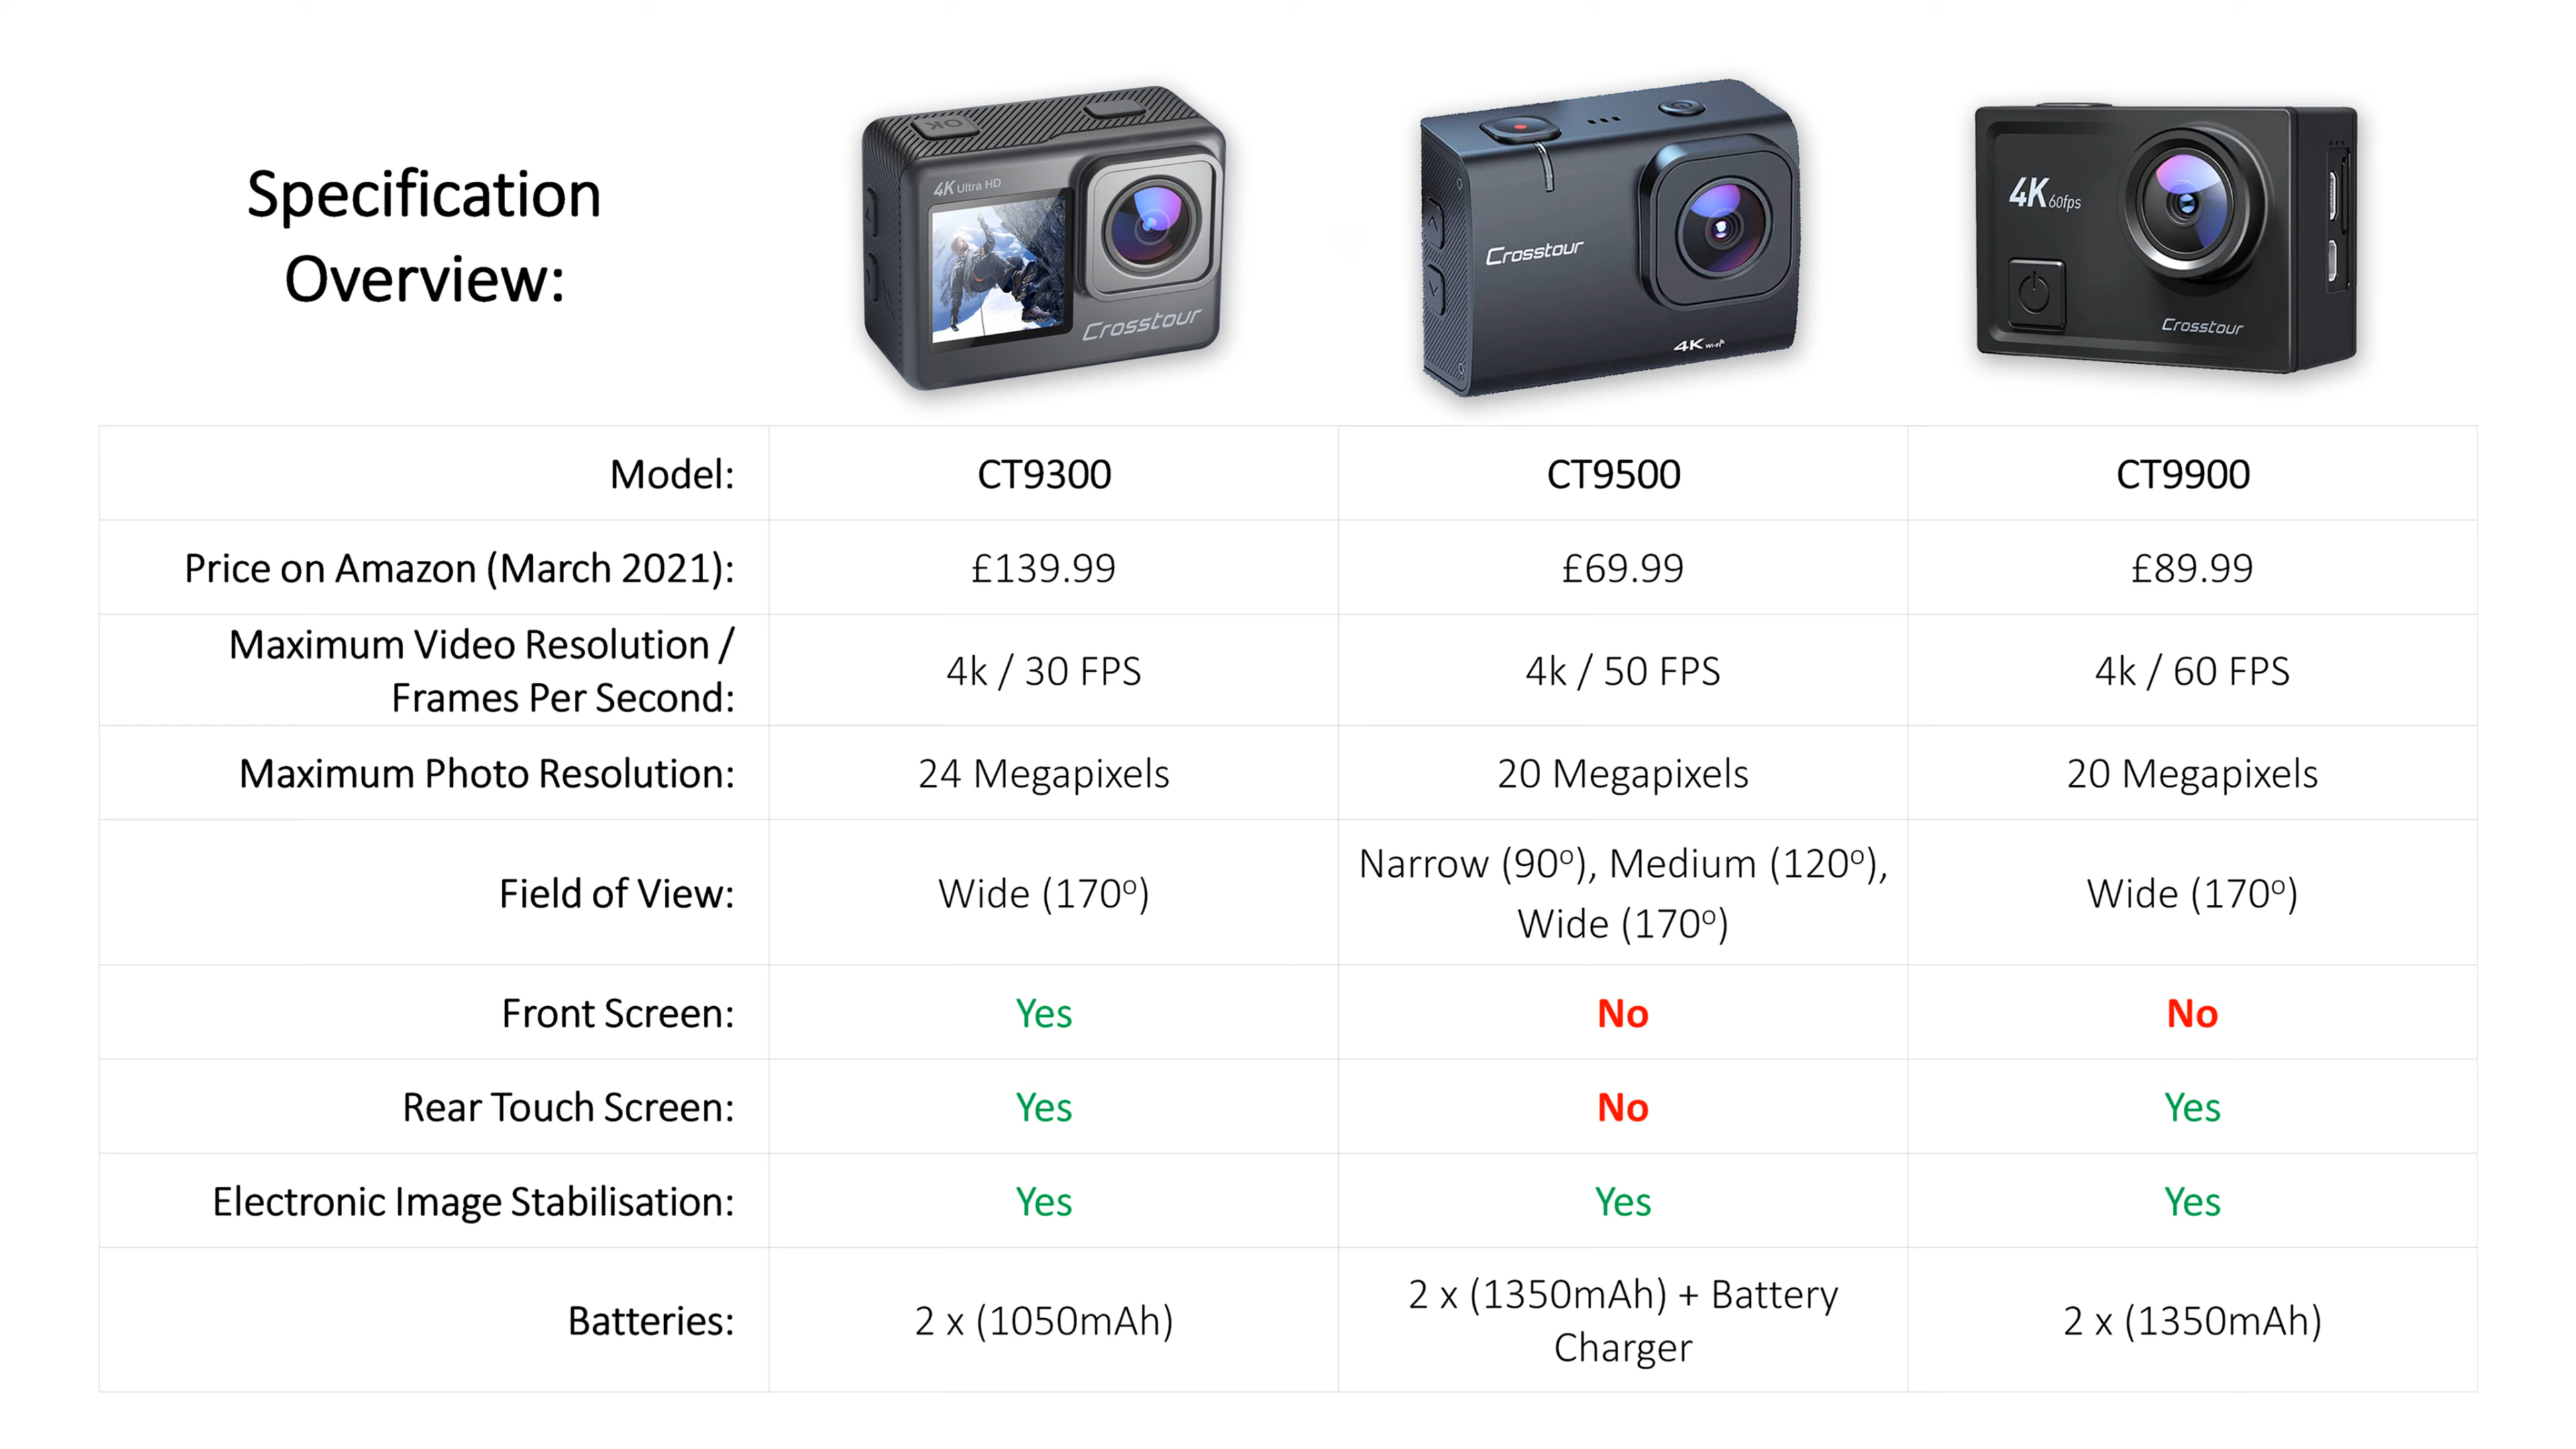 Specification
Overview:
OK
4K Ultra HD
Crosstour
Crosstour
4K Wi-Fi
4K 60fps
Crosstour
Model:
CT9300
CT9500
CT9900
Price on Amazon (March 2021):
£139.99
£69.99
£89.99
Maximum Video Resolution /
Frames Per Second:
4k / 30 FPS
4k / 50 FPS
4k / 60 FPS
Maximum Photo Resolution:
24 Megapixels
20 Megapixels
20 Megapixels
Field of View:
Wide (170º)
Narrow (90º), Medium (120º),
Wide (170º)
Wide (170º)
Front Screen:
Yes
No
No
Rear Touch Screen:
Yes
No
Yes
Electronic Image Stabilisation:
Yes
Yes
Yes
Batteries:
2 x (1050mAh)
2 x (1350mAh) + Battery
Charger
2 x (1350mAh)